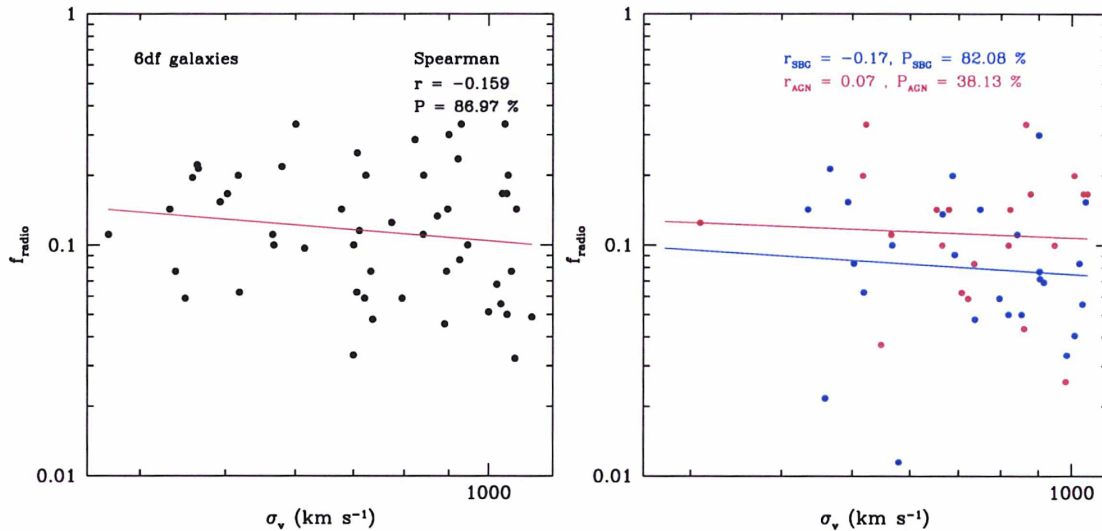 1
0.1
0.01
f_radio
6df galaxies
Spearman
r = −0.159
P = 86.97 %
1000
σ_v (km s⁻¹)
1
0.1
0.01
f_radio
r_SBG = −0.17, P_SBG = 82.08 %
r_AGN = 0.07 , P_AGN = 38.13 %
1000
σ_v (km s⁻¹)